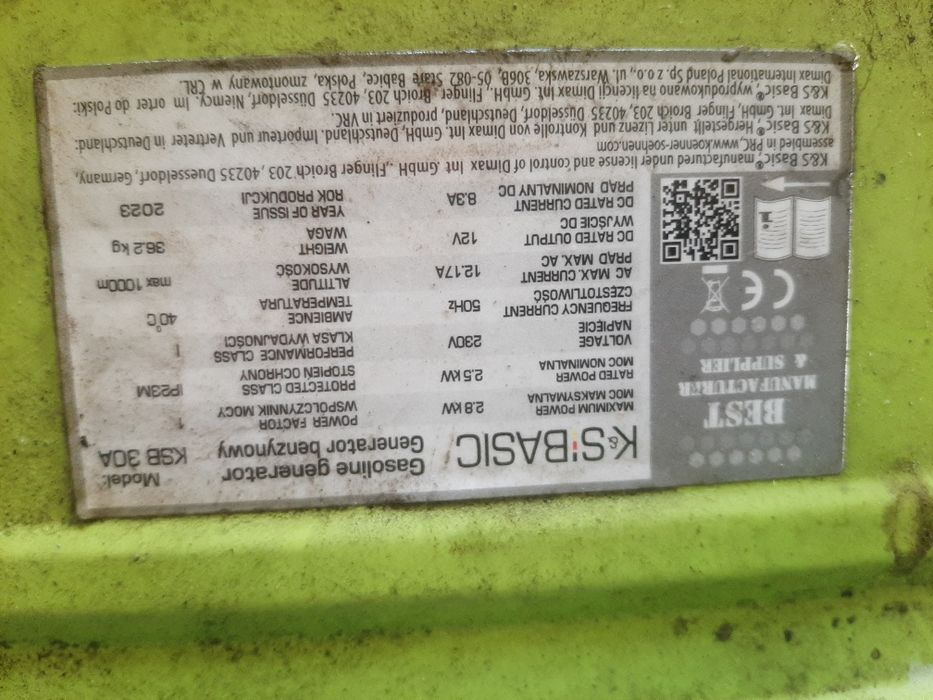 K&S BASIC
Gasoline generator
Generator benzynowy
Model:
KSB 30A
MAXIMUM POWER
MOC MAKSYMALNA
2.8 kW
POWER FACTOR
WSPÓŁCZYNNIK MOCY
1
RATED POWER
MOC NOMINALNA
2.5 kW
PROTECTED CLASS
STOPIEŃ OCHRONY
IP23M
VOLTAGE
NAPIĘCIE
230V
PERFORMANCE CLASS
KLASA WYDAJNOŚCI
FREQUENCY CURRENT
CZĘSTOTLIWOŚĆ
50Hz
AMBIENCE
TEMPERATURA
40°C
AC MAX. CURRENT
PRĄD MAX. AC
12.17A
ALTITUDE
WYSOKOŚĆ
max 1000m
DC RATED OUTPUT
WYJŚCIE DC
12V
WEIGHT
WAGA
36.2 kg
DC RATED CURRENT
PRĄD NOMINALNY DC
8.3A
YEAR OF ISSUE
ROK PRODUKCJI
2023
BEST
MANUFACTURER
& SUPPLIER
CE
i
K&S Basic®, manufactured under license and control of Dimax Int. GmbH, Flinger Broich 203, 40235 Duesseldorf, Germany,
assembled in PRC, www.koenner-soehnen.com
K&S Basic®, Hergestellt unter Lizenz und Kontrolle von Dimax Int. GmbH, Deutschland. Importeur und Vertreter in Deutschland:
Dimax Int. GmbH, Flinger Broich 203, 40235 Düsseldorf, Deutschland, produziert in VRC.
K&S Basic®, wyprodukowano na licencji Dimax Int. GmbH., Flinger Broich, 203, 40235 Düsseldorf, Niemcy. Im orter do Polski:
Dimax International Poland Sp. z o.o., ul. Warszawska, 306B, 05-082 Stare Babice, Polska, zmontowany w CRL